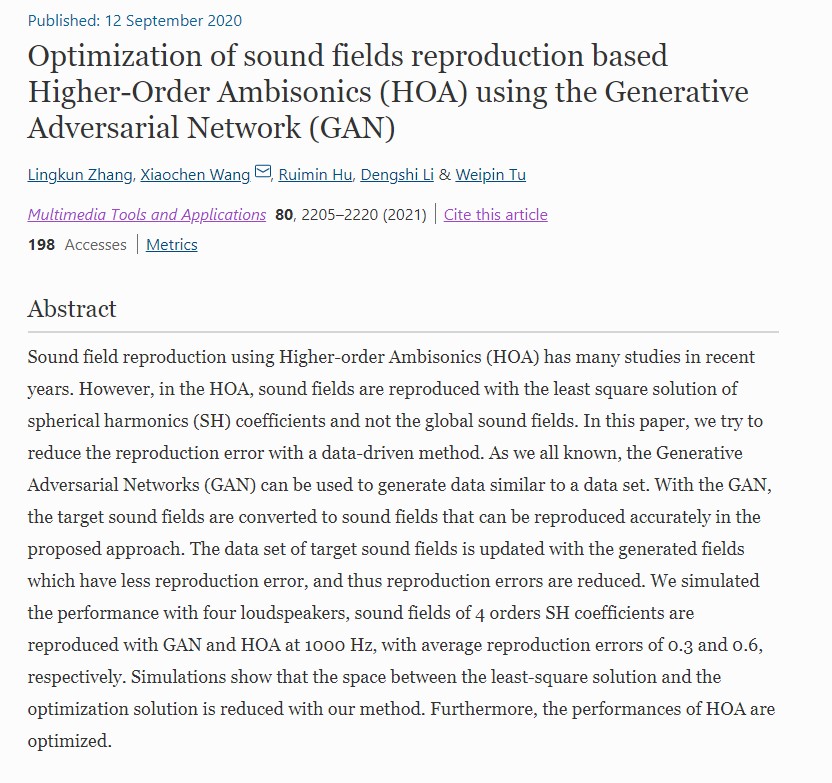 Published: 12 September 2020
Optimization of sound fields reproduction based
Higher-Order Ambisonics (HOA) using the Generative
Adversarial Network (GAN)
Lingkun Zhang, Xiaochen Wang, Ruimin Hu, Dengshi Li & Weipin Tu
Multimedia Tools and Applications 80, 2205–2220 (2021) | Cite this article
198 Accesses | Metrics
Abstract
Sound field reproduction using Higher-order Ambisonics (HOA) has many studies in recent
years. However, in the HOA, sound fields are reproduced with the least square solution of
spherical harmonics (SH) coefficients and not the global sound fields. In this paper, we try to
reduce the reproduction error with a data-driven method. As we all known, the Generative
Adversarial Networks (GAN) can be used to generate data similar to a data set. With the GAN,
the target sound fields are converted to sound fields that can be reproduced accurately in the
proposed approach. The data set of target sound fields is updated with the generated fields
which have less reproduction error, and thus reproduction errors are reduced. We simulated
the performance with four loudspeakers, sound fields of 4 orders SH coefficients are
reproduced with GAN and HOA at 1000 Hz, with average reproduction errors of 0.3 and 0.6,
respectively. Simulations show that the space between the least-square solution and the
optimization solution is reduced with our method. Furthermore, the performances of HOA are
optimized.